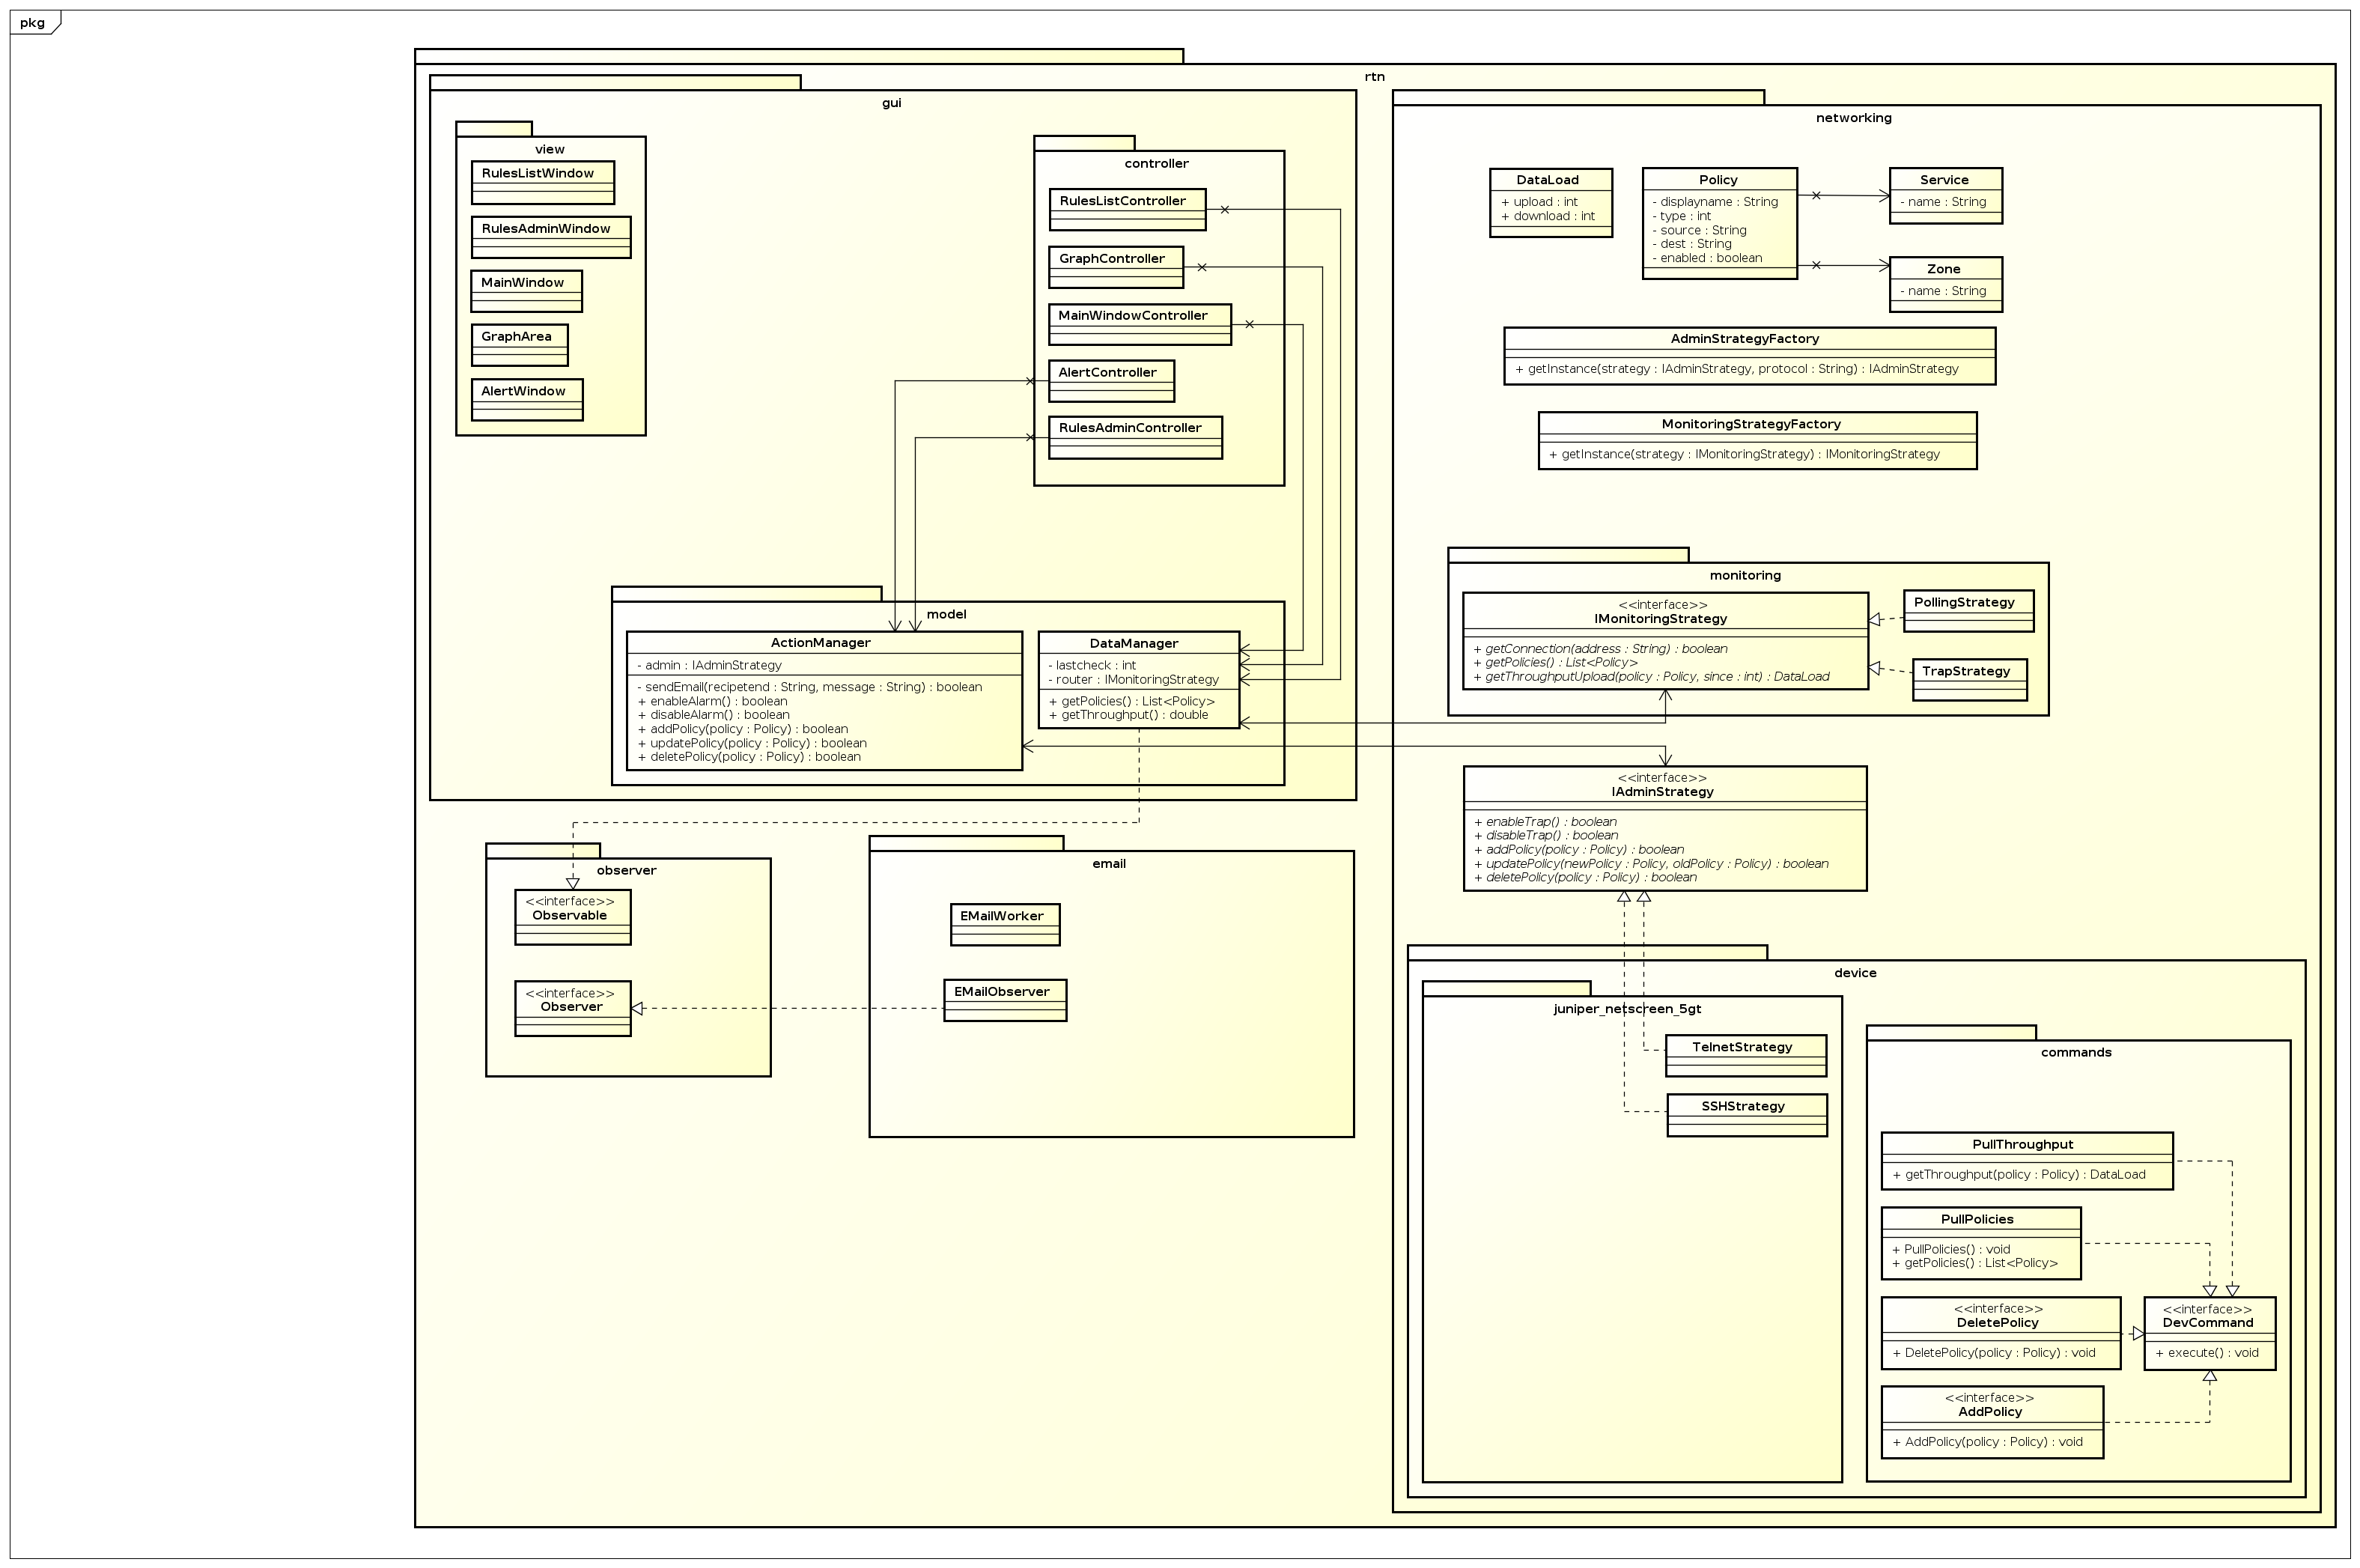 pkg
rtn
gui
view
RulesListWindow
RulesAdminWindow
MainWindow
GraphArea
AlertWindow
controller
RulesListController
GraphController
MainWindowController
AlertController
RulesAdminController
model
ActionManager
- admin : IAdminStrategy
- sendEmail(recipetend : String, message : String) : boolean
+ enableAlarm() : boolean
+ disableAlarm() : boolean
+ addPolicy(policy : Policy) : boolean
+ updatePolicy(policy : Policy) : boolean
+ deletePolicy(policy : Policy) : boolean
DataManager
- lastcheck : int
- router : IMonitoringStrategy
+ getPolicies() : List<Policy>
+ getThroughput() : double
observer
<<interface>>
Observable
<<interface>>
Observer
email
EMailWorker
EMailObserver
networking
DataLoad
+ upload : int
+ download : int
Policy
- displayname : String
- type : int
- source : String
- dest : String
- enabled : boolean
Service
- name : String
Zone
- name : String
AdminStrategyFactory
+ getInstance(strategy : IAdminStrategy, protocol : String) : IAdminStrategy
MonitoringStrategyFactory
+ getInstance(strategy : IMonitoringStrategy) : IMonitoringStrategy
monitoring
<<interface>>
IMonitoringStrategy
+ getConnection(address : String) : boolean
+ getPolicies() : List<Policy>
+ getThroughputUpload(policy : Policy, since : int) : DataLoad
PollingStrategy
TrapStrategy
<<interface>>
IAdminStrategy
+ enableTrap() : boolean
+ disableTrap() : boolean
+ addPolicy(policy : Policy) : boolean
+ updatePolicy(newPolicy : Policy, oldPolicy : Policy) : boolean
+ deletePolicy(policy : Policy) : boolean
device
juniper_netscreen_5gt
TelnetStrategy
SSHStrategy
commands
PullThroughput
+ getThroughput(policy : Policy) : DataLoad
PullPolicies
+ PullPolicies() : void
+ getPolicies() : List<Policy>
<<interface>>
DeletePolicy
+ DeletePolicy(policy : Policy) : void
<<interface>>
DevCommand
+ execute() : void
<<interface>>
AddPolicy
+ AddPolicy(policy : Policy) : void